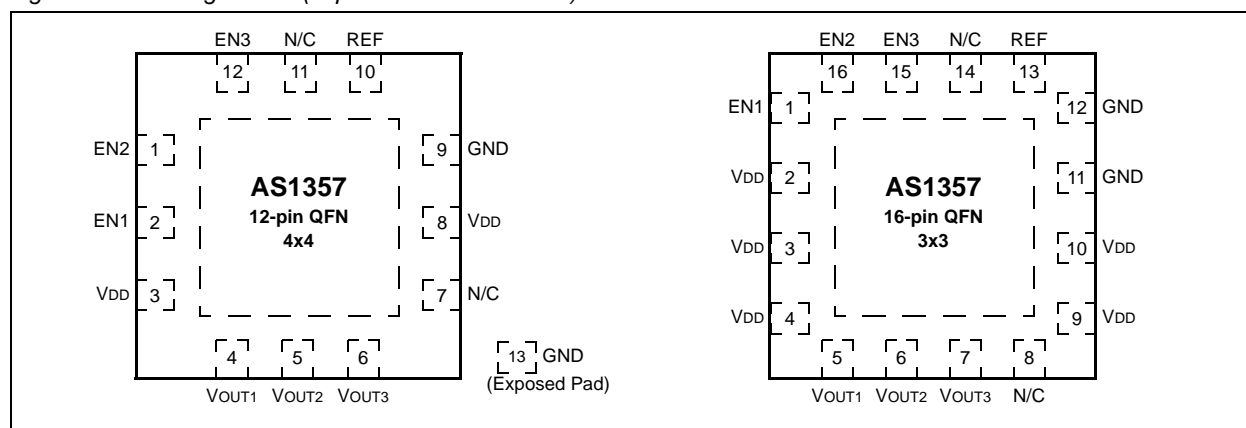 EN3 N/C REF
12 11 10
EN2 1
EN1 2
VDD 3
AS1357
12-pin QFN
4x4
9 GND
8 VDD
7 N/C
4 5 6
VOUT1 VOUT2 VOUT3
13 GND
(Exposed Pad)
EN2 EN3 N/C REF
16 15 14 13
EN1 1
VDD 2
VDD 3
VDD 4
AS1357
16-pin QFN
3x3
12 GND
11 GND
10 VDD
9 VDD
5 6 7 8
VOUT1 VOUT2 VOUT3 N/C